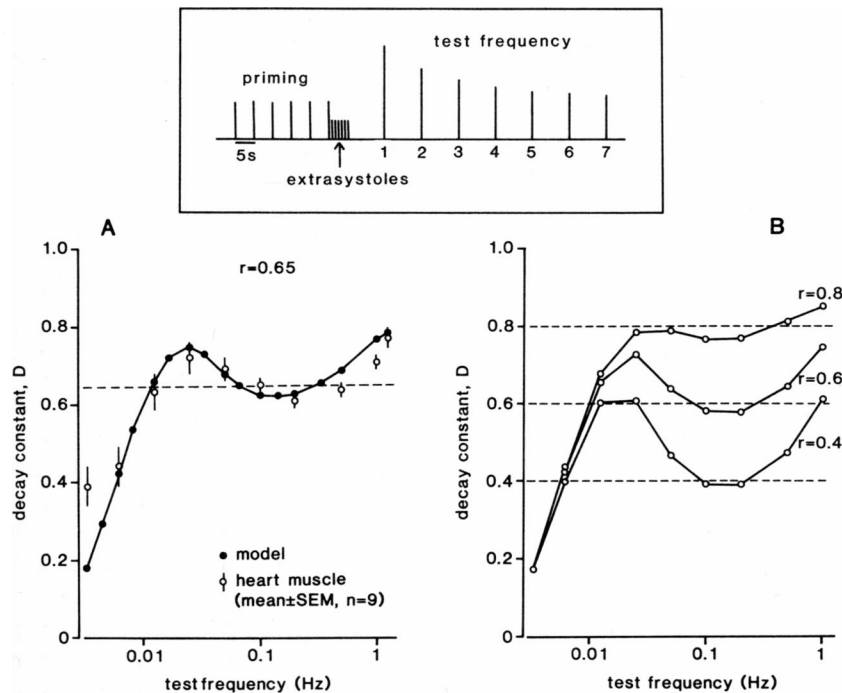 test frequency
priming
5s
extrasystoles
1 2 3 4 5 6 7
A
r=0.65
decay constant, D
1.0
0.8
0.6
0.4
0.2
0
model
heart muscle
(mean±SEM, n=9)
0.01 0.1 1
test frequency (Hz)
B
decay constant, D
1.0
0.8
0.6
0.4
0.2
0
r=0.8
r=0.6
r=0.4
0.01 0.1 1
test frequency (Hz)